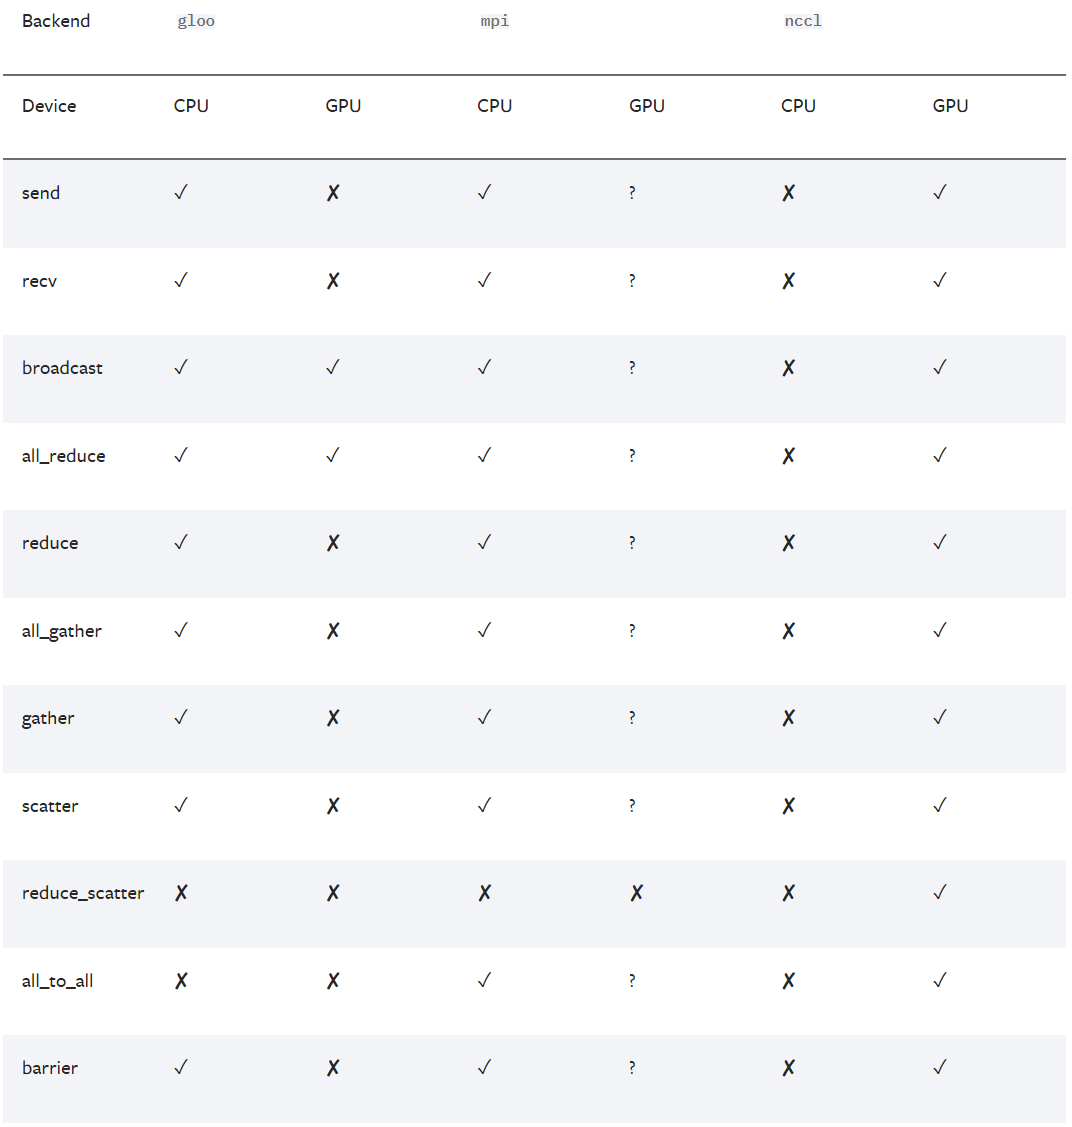 Backend gloo mpi nccl
Device CPU GPU CPU GPU CPU GPU
send ✓ ✗ ✓ ? ✗ ✓
recv ✓ ✗ ✓ ? ✗ ✓
broadcast ✓ ✓ ✓ ? ✗ ✓
all_reduce ✓ ✓ ✓ ? ✗ ✓
reduce ✓ ✗ ✓ ? ✗ ✓
all_gather ✓ ✗ ✓ ? ✗ ✓
gather ✓ ✗ ✓ ? ✗ ✓
scatter ✓ ✗ ✓ ? ✗ ✓
reduce_scatter ✗ ✗ ✗ ✗ ✗ ✓
all_to_all ✗ ✗ ✓ ? ✗ ✓
barrier ✓ ✗ ✓ ? ✗ ✓